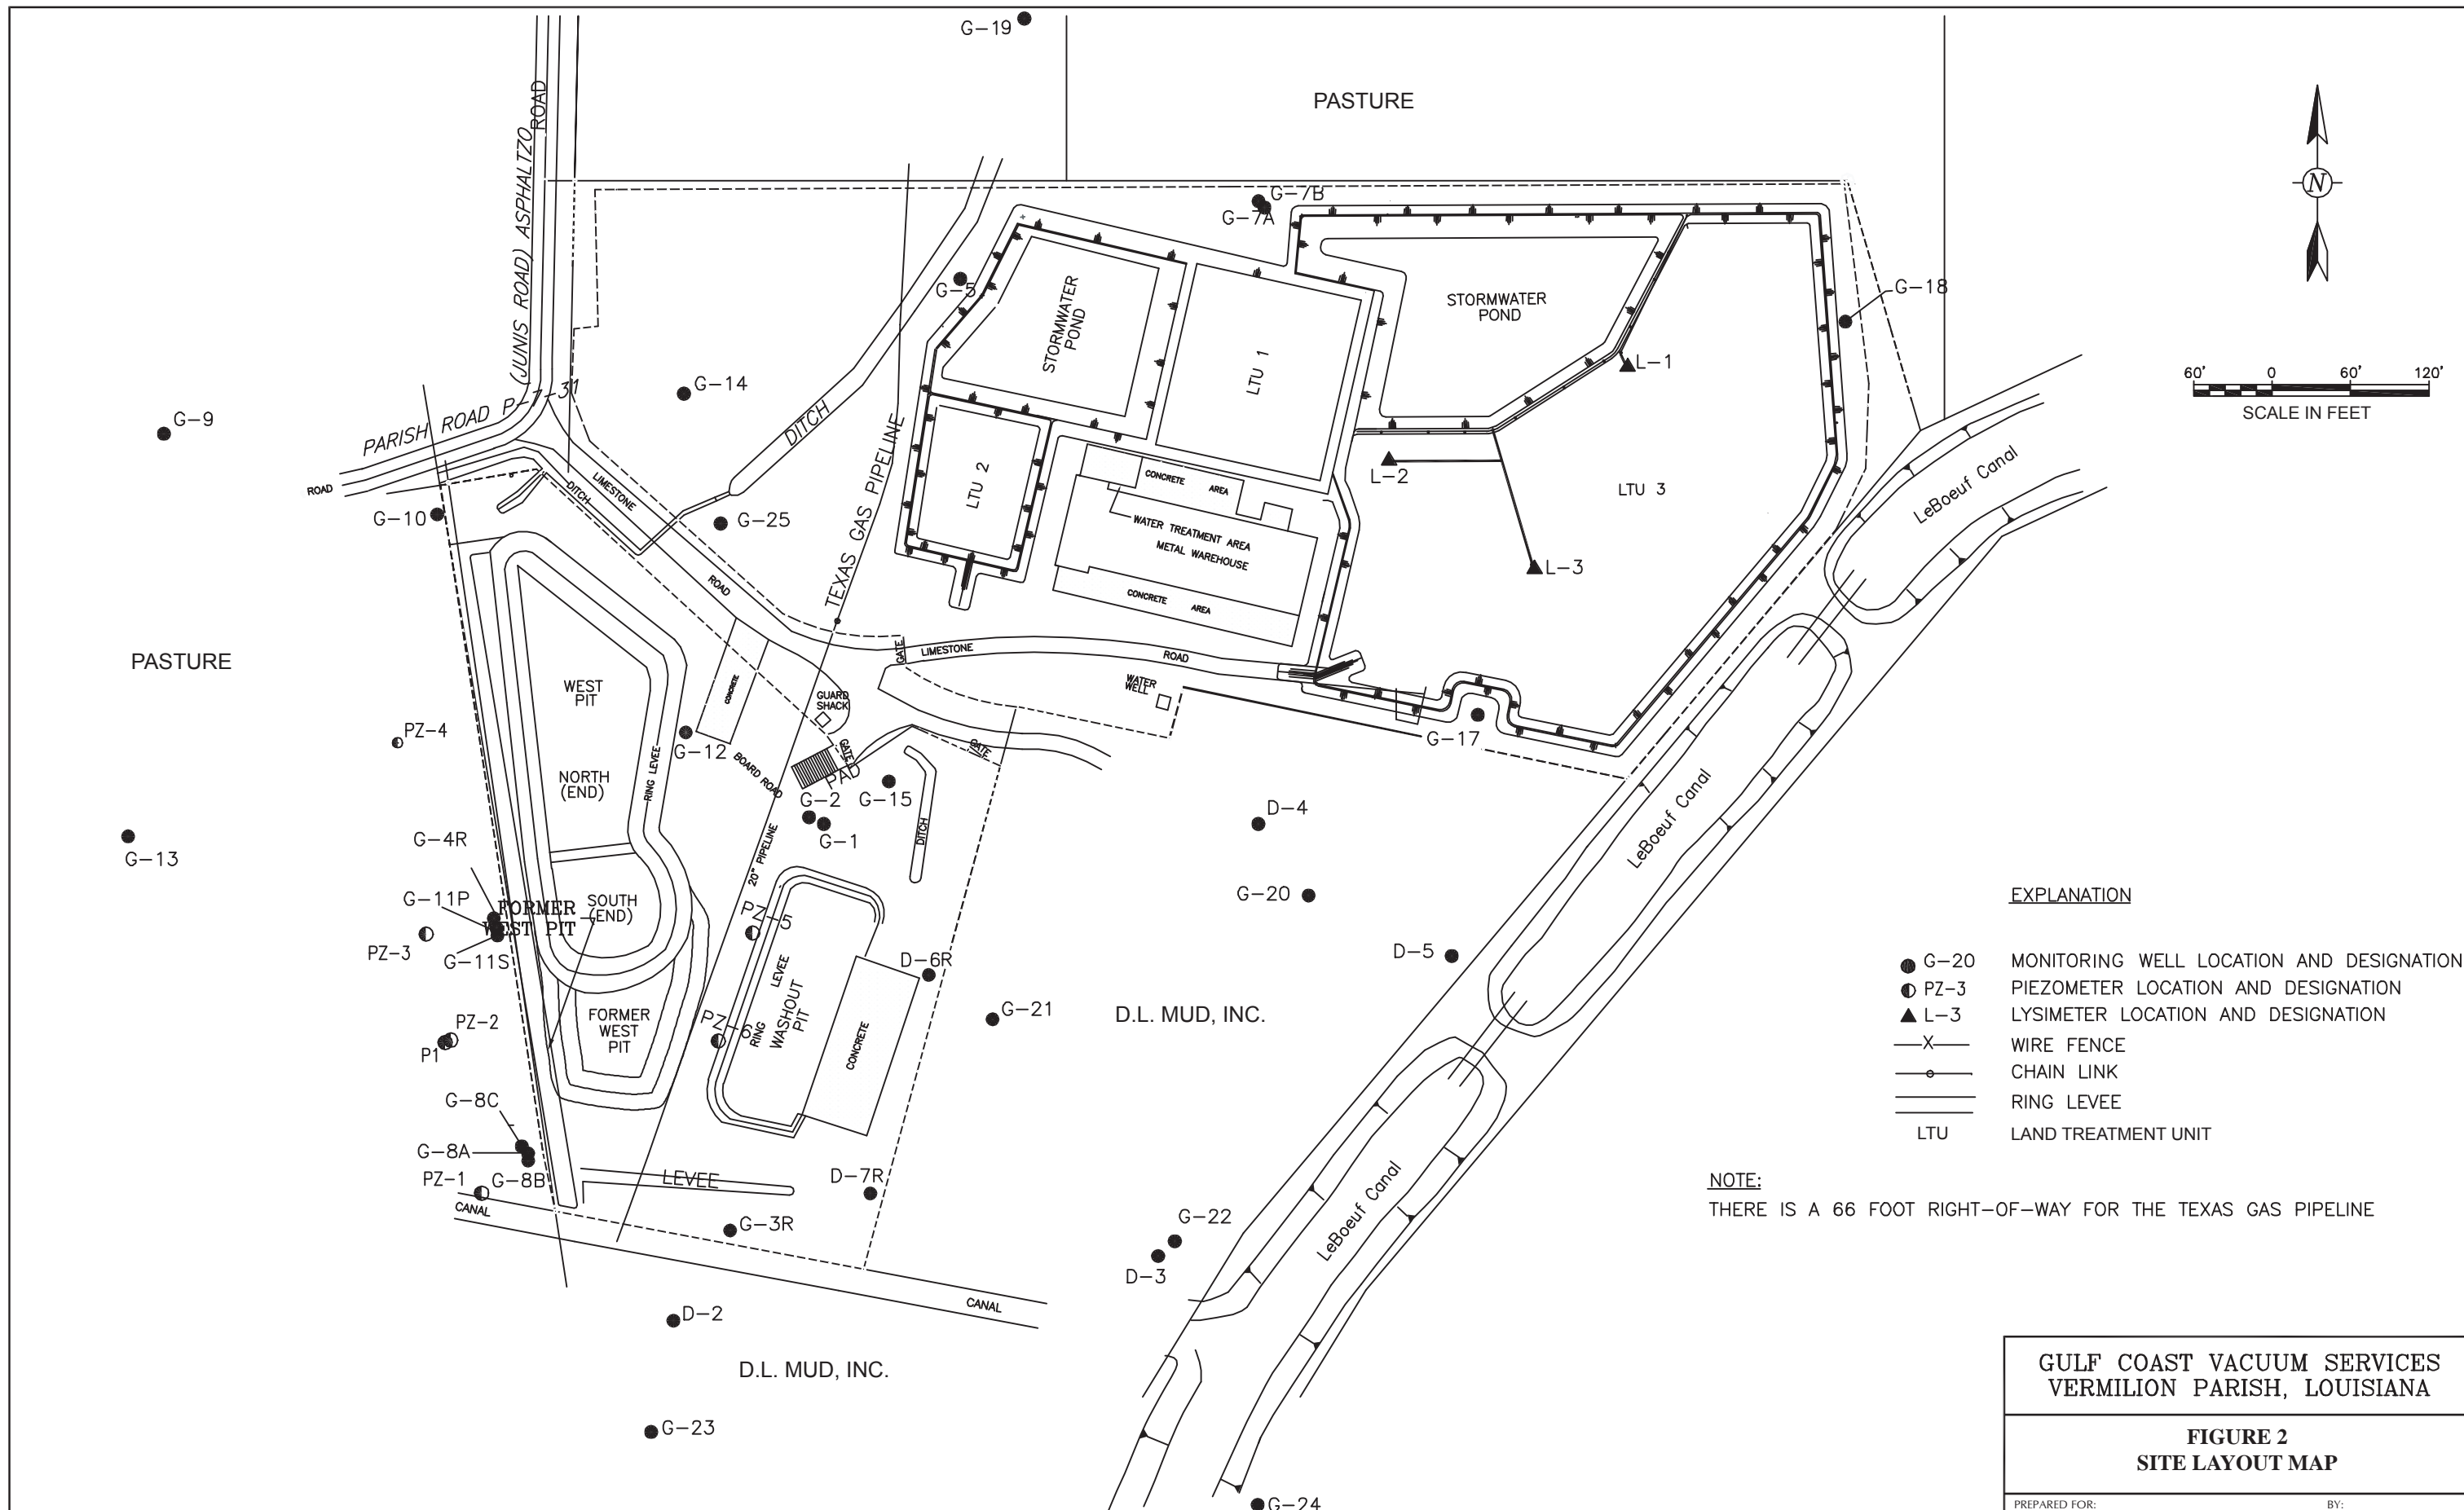 G-19
PASTURE
(JUNIS ROAD) ASPHALTZO
ROAD
N
G-7B
G-7A
G-18
G-5
STORMWATER
POND
STORMWATER
POND
LTU 1
L-1
60' 0 60' 120'
SCALE IN FEET
G-14
G-9
PARISH ROAD P-7-31
DITCH
TEXAS GAS PIPELINE
LTU 2
CONCRETE AREA
L-2
LTU 3
LeBoeuf Canal
ROAD
DITCH
LIMESTONE
G-10
G-25
WATER TREATMENT AREA
METAL WAREHOUSE
L-3
ROAD
CONCRETE AREA
PASTURE
GATE
LIMESTONE
ROAD
WEST
PIT
CONCRETE
GUARD
SHACK
WATER
WELL
PZ-4
G-12
GATE
GATE
G-17
RING LEVEE
BOARD ROAD
PAD
NORTH
(END)
G-2
G-15
G-1
D-4
LeBoeuf Canal
DITCH
G-13
G-4R
20" PIPELINE
G-11P
FORMER
WEST PIT
SOUTH
(END)
PZ-5
G-20
EXPLANATION
PZ-3
G-11S
D-6R
D-5
G-20 MONITORING WELL LOCATION AND DESIGNATION
PZ-3 PIEZOMETER LOCATION AND DESIGNATION
L-3 LYSIMETER LOCATION AND DESIGNATION
X WIRE FENCE
CHAIN LINK
RING LEVEE
LTU LAND TREATMENT UNIT
RING
LEVEE
WASHOUT
PIT
G-21
D.L. MUD, INC.
PZ-2
P1
FORMER
WEST
PIT
PZ-6
CONCRETE
G-8C
G-8A
PZ-1
G-8B
LEVEE
D-7R
NOTE:
THERE IS A 66 FOOT RIGHT-OF-WAY FOR THE TEXAS GAS PIPELINE
CANAL
G-3R
G-22
D-3
LeBoeuf Canal
CANAL
D-2
D.L. MUD, INC.
G-23
G-24
GULF COAST VACUUM SERVICES
VERMILION PARISH, LOUISIANA
FIGURE 2
SITE LAYOUT MAP
PREPARED FOR: BY: